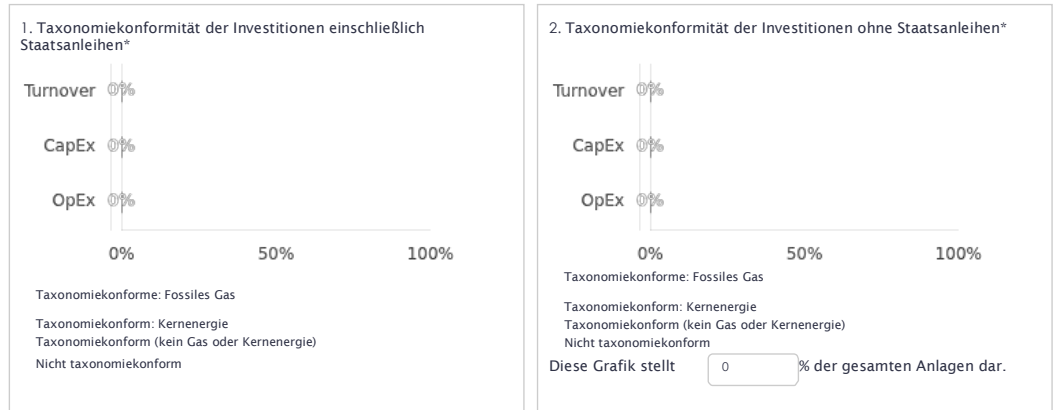 1. Taxonomiekonformität der Investitionen einschließlich
Staatsanleihen*
Turnover 0%
CapEx 0%
OpEx 0%
0% 50% 100%
Taxonomiekonforme: Fossiles Gas
Taxonomiekonform: Kernenergie
Taxonomiekonform (kein Gas oder Kernenergie)
Nicht taxonomiekonform
2. Taxonomiekonformität der Investitionen ohne Staatsanleihen*
Turnover 0%
CapEx 0%
OpEx 0%
0% 50% 100%
Taxonomiekonforme: Fossiles Gas
Taxonomiekonform: Kernenergie
Taxonomiekonform (kein Gas oder Kernenergie)
Nicht taxonomiekonform
Diese Grafik stellt 0 % der gesamten Anlagen dar.